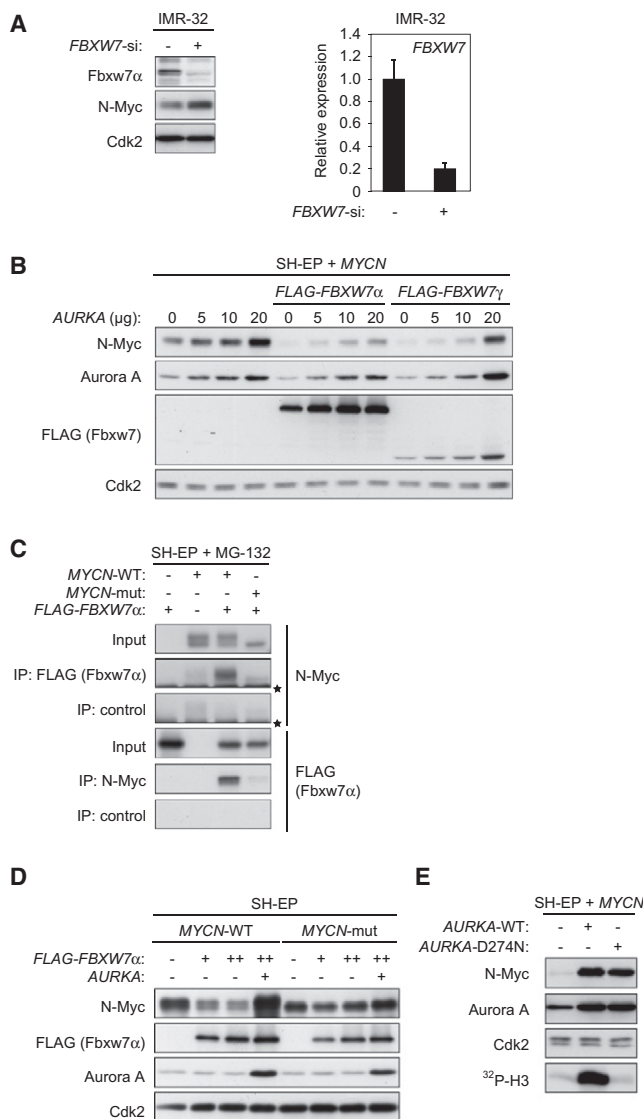 A
IMR-32
FBXW7-si: - +
Fbxw7α
N-Myc
Cdk2
IMR-32
FBXW7
Relative expression
1.4
1.2
1.0
0.8
0.6
0.4
0.2
0
FBXW7-si: - +
B
SH-EP + MYCN
FLAG-FBXW7α FLAG-FBXW7γ
AURKA (µg): 0 5 10 20 0 5 10 20 0 5 10 20
N-Myc
Aurora A
FLAG (Fbxw7)
Cdk2
C
SH-EP + MG-132
MYCN-WT: - + + -
MYCN-mut: - - - +
FLAG-FBXW7α: + - + +
Input
IP: FLAG (Fbxw7α)
IP: control
N-Myc
Input
IP: N-Myc
IP: control
FLAG
(Fbxw7α)
D
SH-EP
MYCN-WT MYCN-mut
FLAG-FBXW7α: - + ++ ++ - + ++ ++
AURKA: - - - + - - - +
N-Myc
FLAG (Fbxw7α)
Aurora A
Cdk2
E
SH-EP + MYCN
AURKA-WT: - + -
AURKA-D274N: - - +
N-Myc
Aurora A
Cdk2
32P-H3